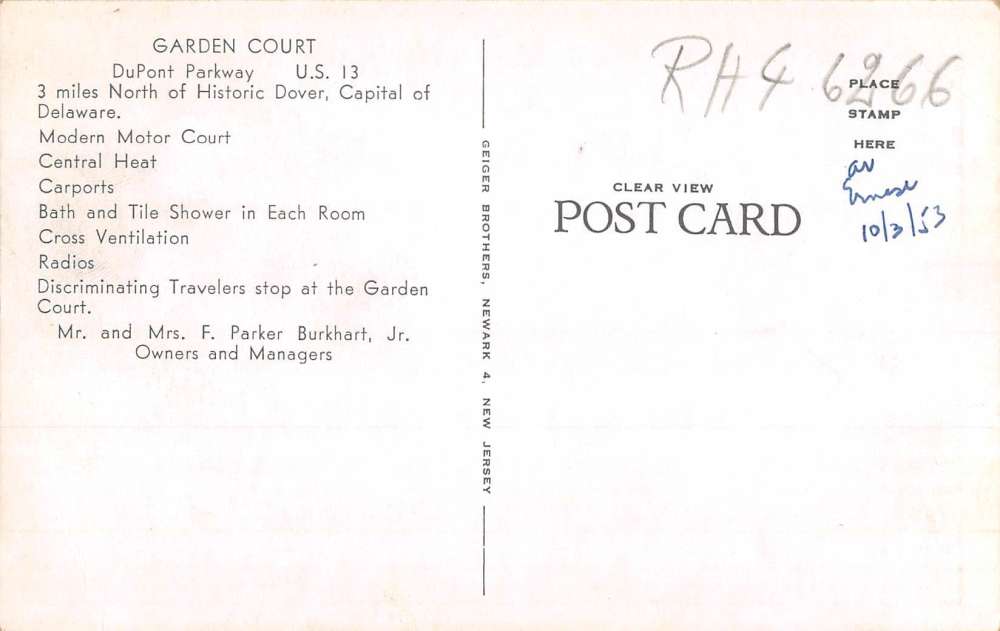 GARDEN COURT
DuPont Parkway U.S. 13
3 miles North of Historic Dover, Capital of
Delaware.
Modern Motor Court
Central Heat
Carports
Bath and Tile Shower in Each Room
Cross Ventilation
Radios
Discriminating Travelers stop at the Garden
Court.
Mr. and Mrs. F. Parker Burkhart, Jr.
Owners and Managers
GEIGER BROTHERS, NEWARK 4, NEW JERSEY
RH4 6266
PLACE
STAMP
HERE
CLEAR VIEW
POST CARD
10/3/53